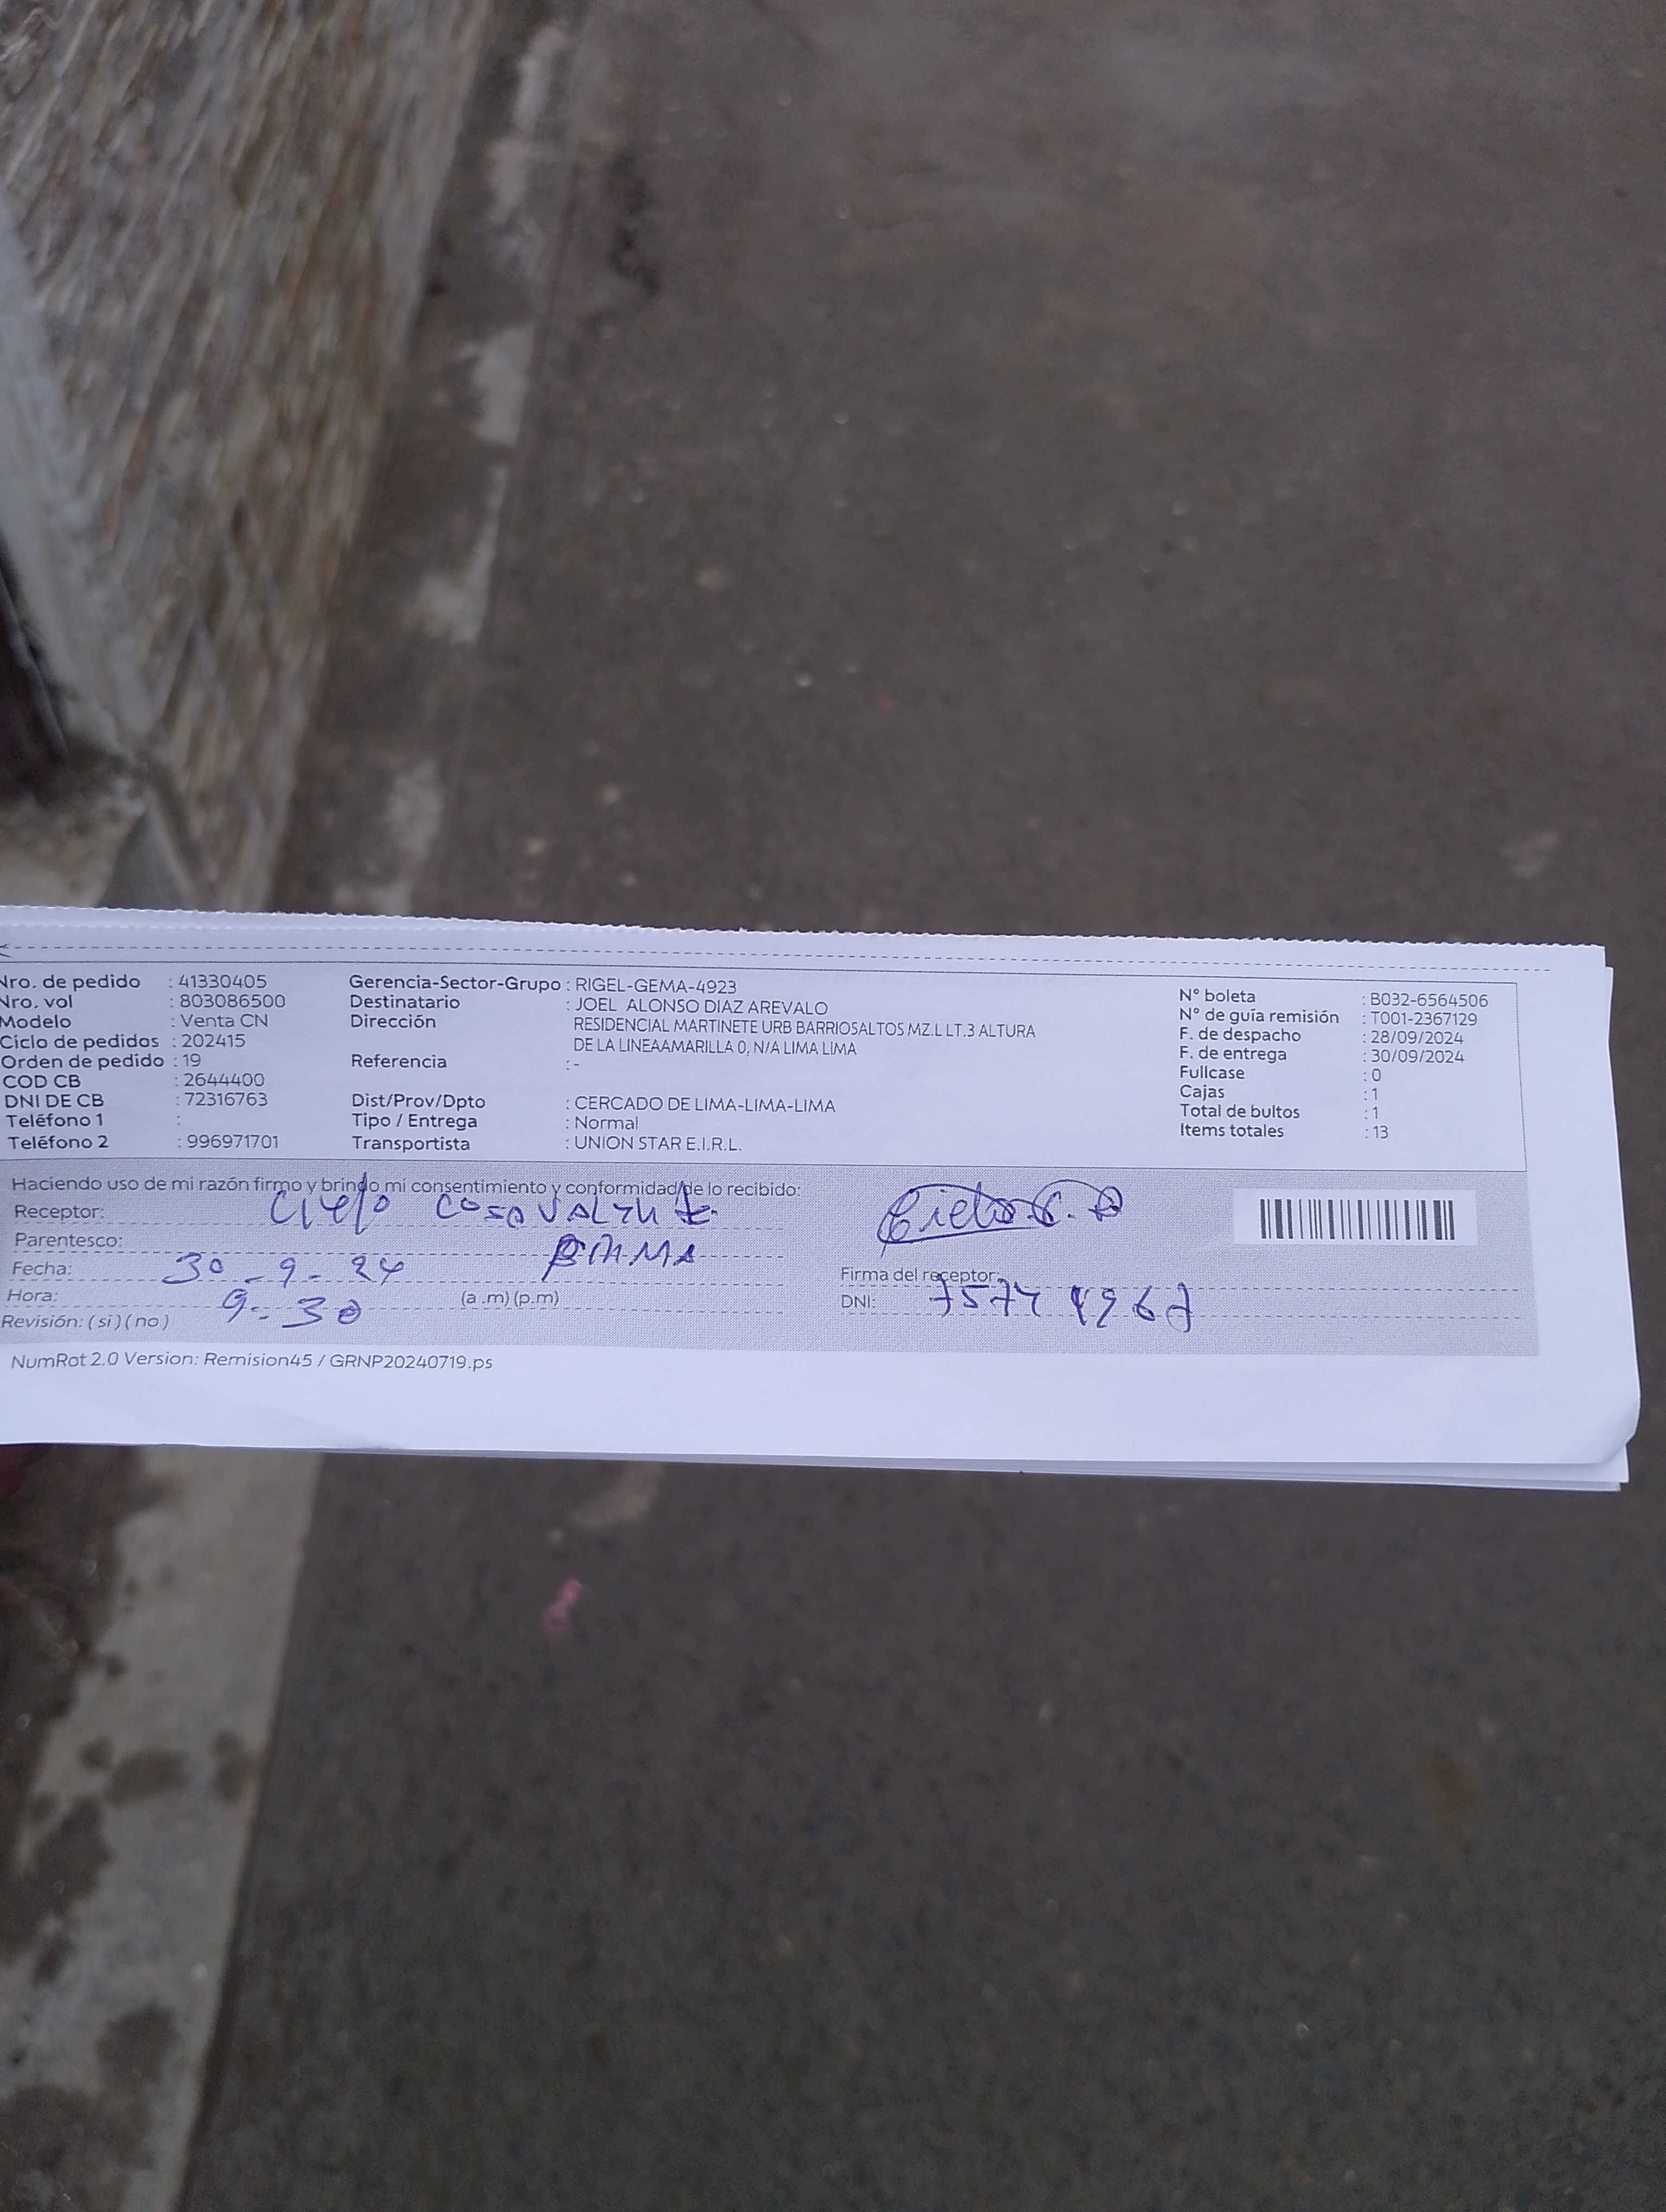 Nro. de pedido : 41330405
Nro. vol : 803086500
Modelo : Venta CN
Ciclo de pedidos : 202415
Orden de pedido : 19
COD CB : 2644400
DNI DE CB : 72316763
Teléfono 1 :
Teléfono 2 : 996971701
Gerencia-Sector-Grupo : RIGEL-GEMA-4923
Destinatario : JOEL ALONSO DIAZ AREVALO
Dirección RESIDENCIAL MARTINETE URB BARRIOSALTOS MZ.L LT.3 ALTURA
DE LA LINEAAMARILLA 0, N/A LIMA LIMA
Referencia : -
Dist/Prov/Dpto : CERCADO DE LIMA-LIMA-LIMA
Tipo / Entrega : Normal
Transportista : UNION STAR E.I.R.L.
N° boleta : B032-6564506
N° de guía remisión : T001-2367129
F. de despacho : 28/09/2024
F. de entrega : 30/09/2024
Fullcase : 0
Cajas : 1
Total de bultos : 1
Items totales : 13
Haciendo uso de mi razón firmo y brindo mi consentimiento y conformidad de lo recibido:
Receptor: Cielo
Parentesco:
Fecha: 30-9-24
Hora: 9-30 (a .m) (p.m)
Revisión: ( si ) ( no )
Firma del receptor:
DNI:
NumRot 2.0 Version: Remision45 / GRNP20240719.ps